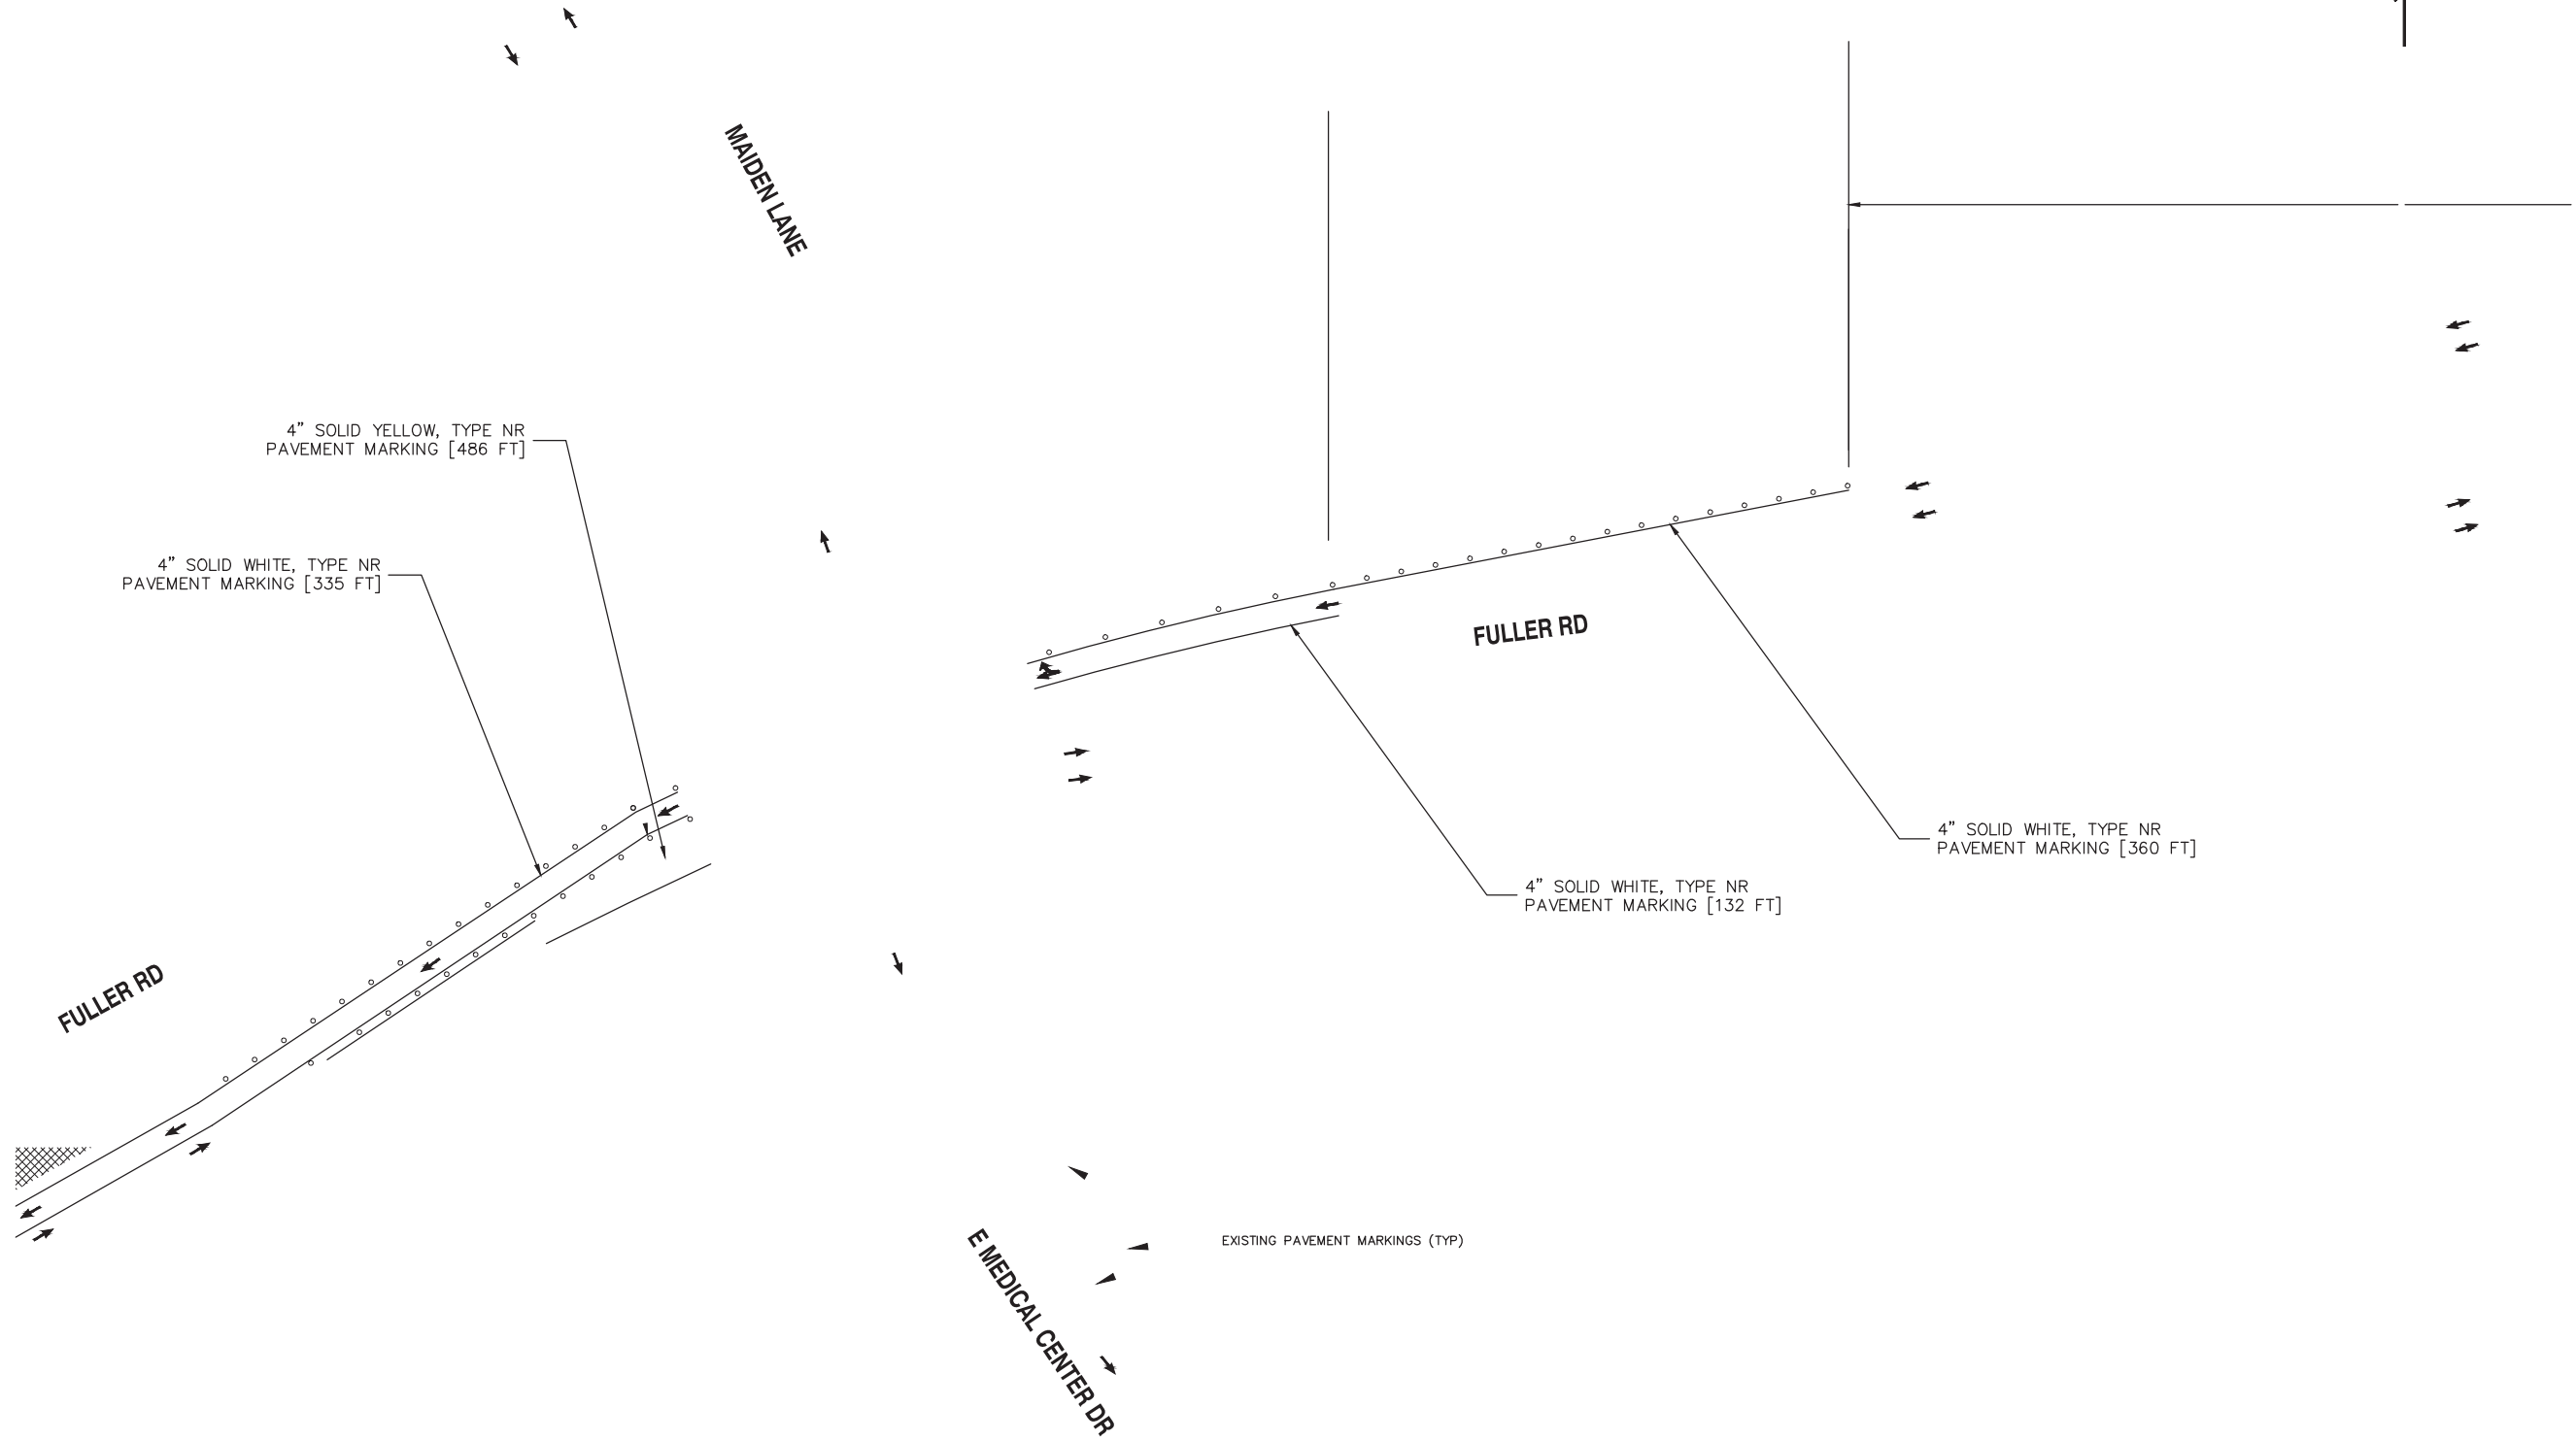 MAIDEN LANE
4” SOLID YELLOW, TYPE NR
PAVEMENT MARKING [486 FT]
4” SOLID WHITE, TYPE NR
PAVEMENT MARKING [335 FT]
FULLER RD
4” SOLID WHITE, TYPE NR
PAVEMENT MARKING [360 FT]
4” SOLID WHITE, TYPE NR
PAVEMENT MARKING [132 FT]
FULLER RD
E MEDICAL CENTER DR
EXISTING PAVEMENT MARKINGS (TYP)